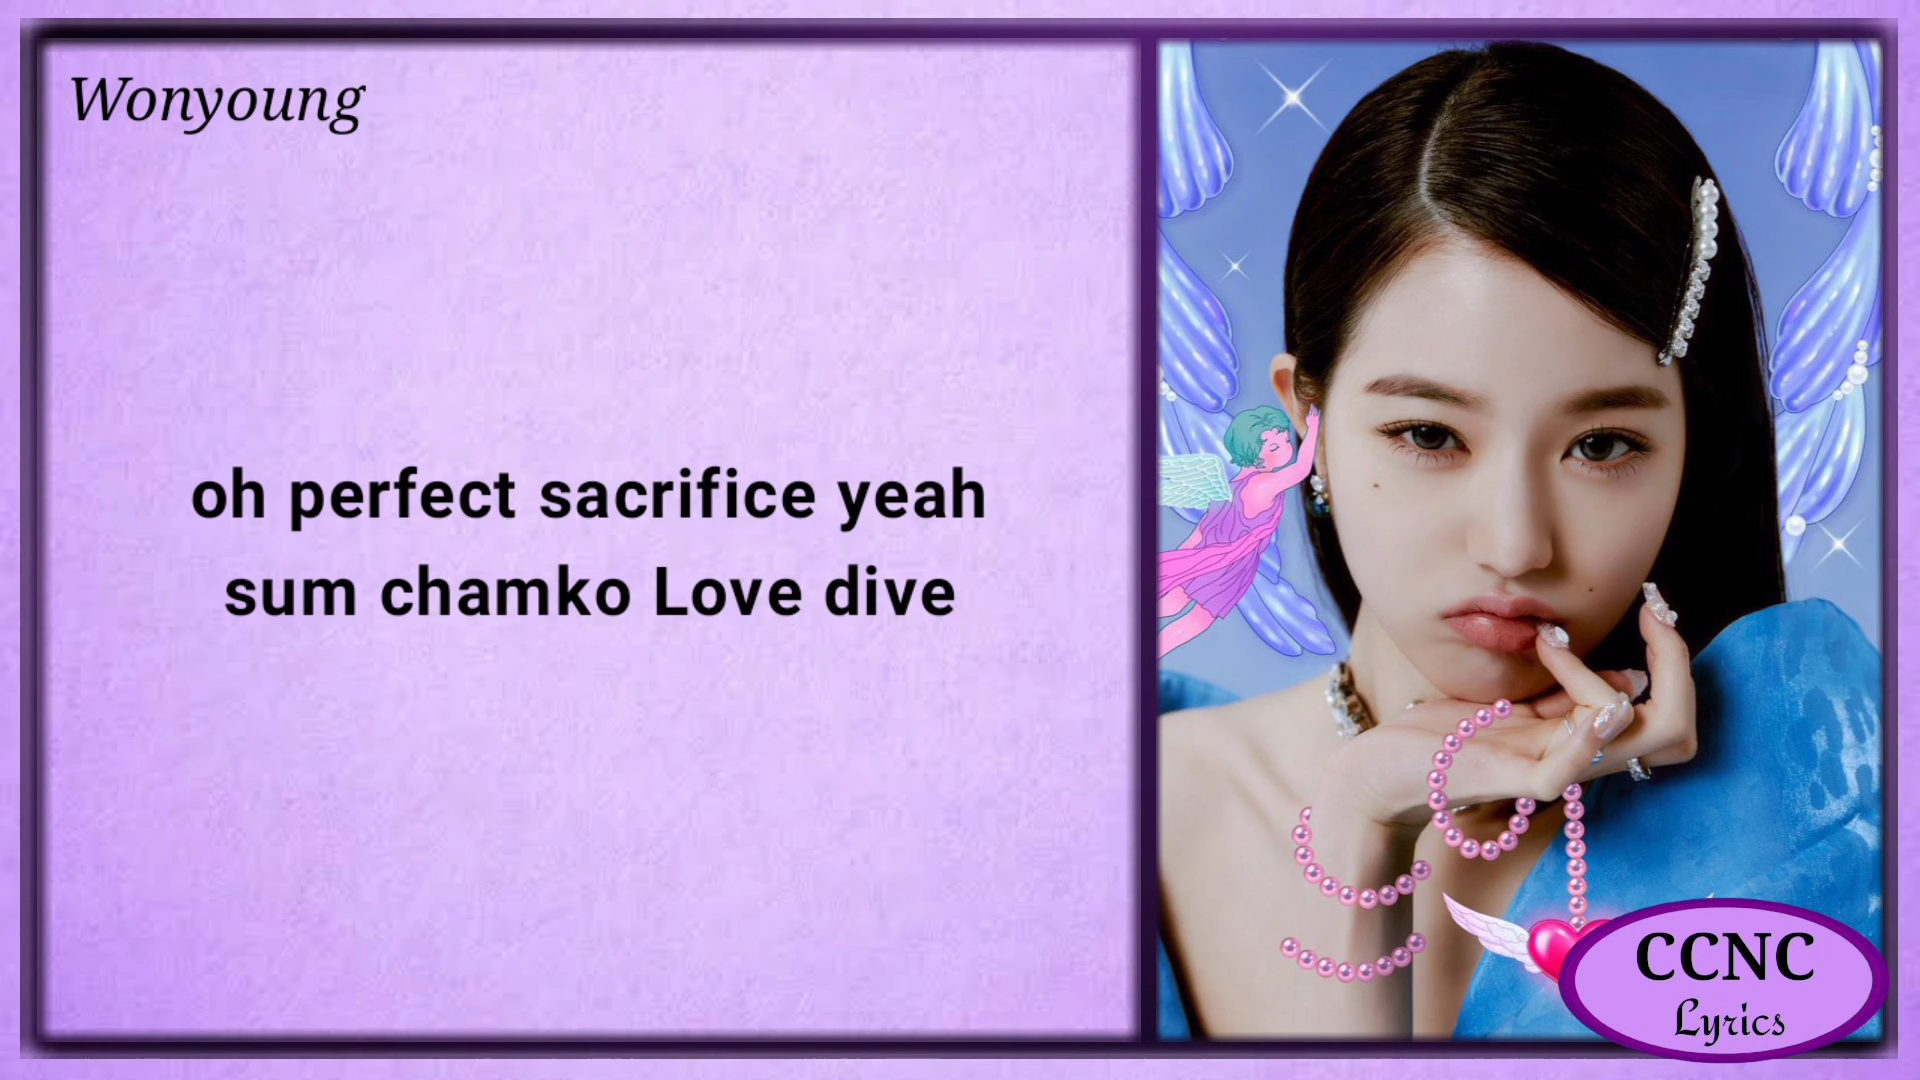 Wonyoung
oh perfect sacrifice yeah
sum chamko Love dive
CCNC
Lyrics